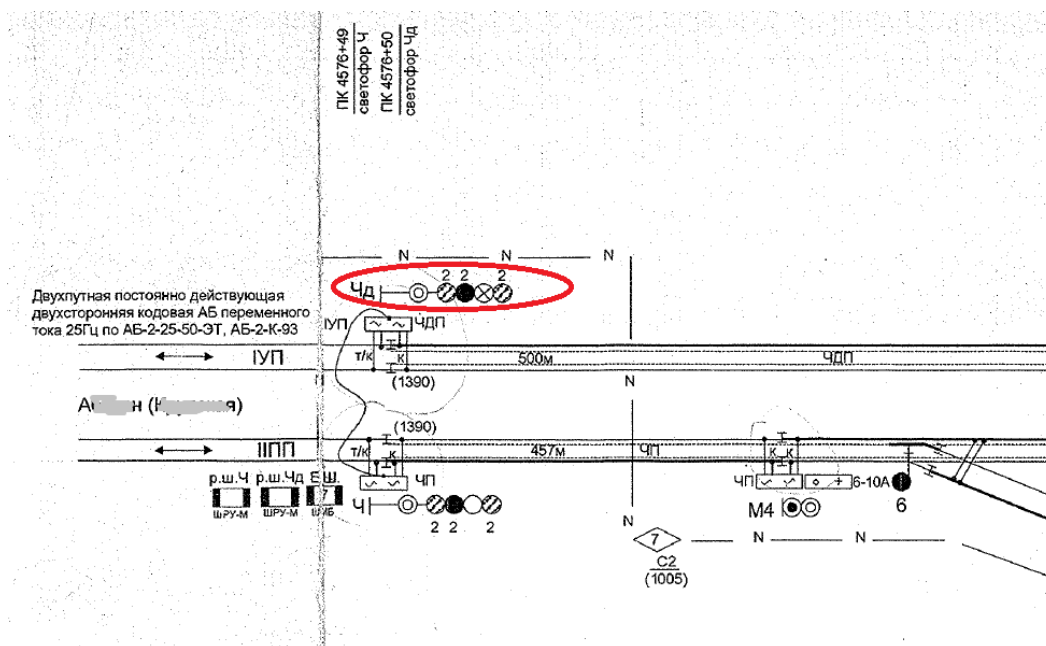 ПК 4576+49
светофор Ч
ПК 4576+50
светофор Чд
N N N
2 2 2
Чд
Двухпутная постоянно действующая
двухсторонняя кодовая АБ переменного
тока 25Гц по АБ-2-25-50-ЭТ, АБ-2-К-93
IУП ЧДП
IУП т/к к 500м ЧДП
(1390)
N
(1390)
IIПП т/к к 457м ЧП к к
р.ш.Ч р.ш.Чд
ШРУ-М ШРУ-М
ЧП
ЧП 6-10А
Ч
М4 6
2 2 2
N
7 N N
С2
(1005)